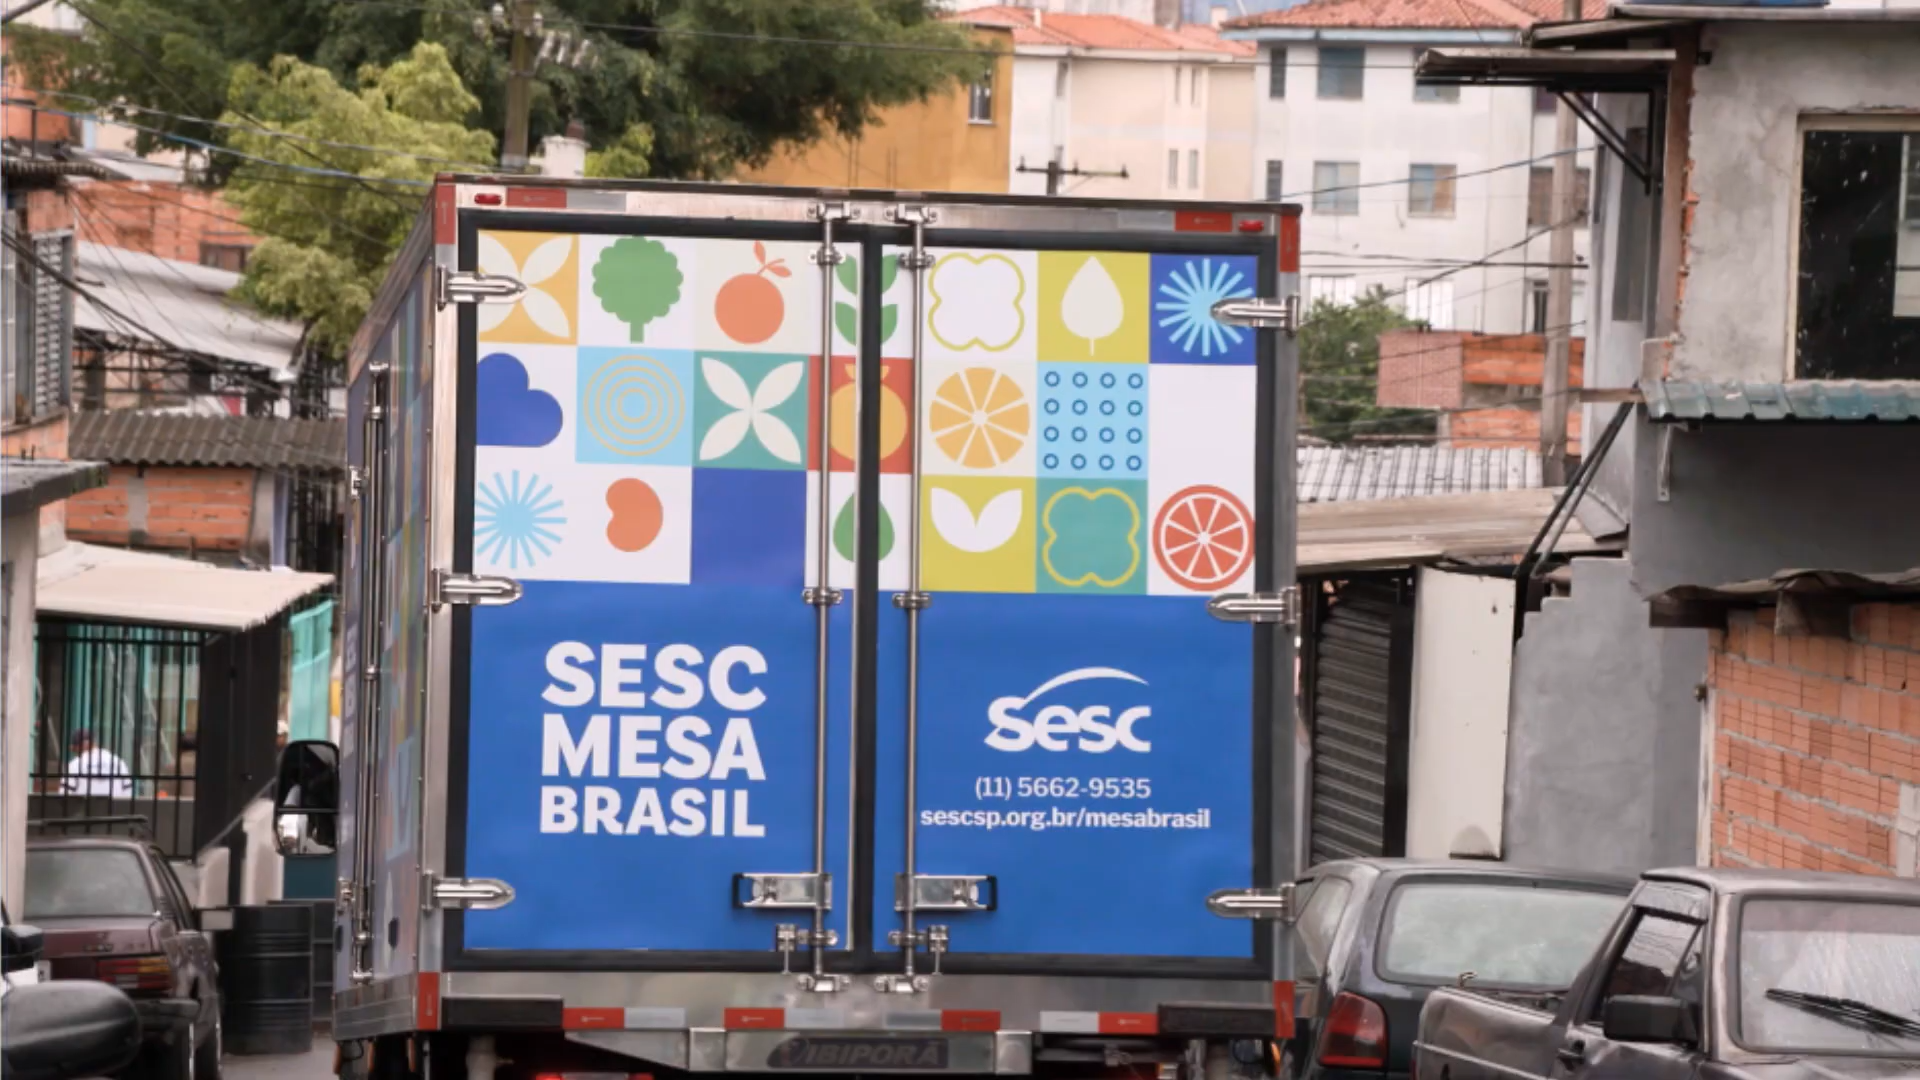 SESC
MESA
BRASIL
Sesc
(11) 5662-9535
sescsp.org.br/mesabrasil
IBIPORÃ